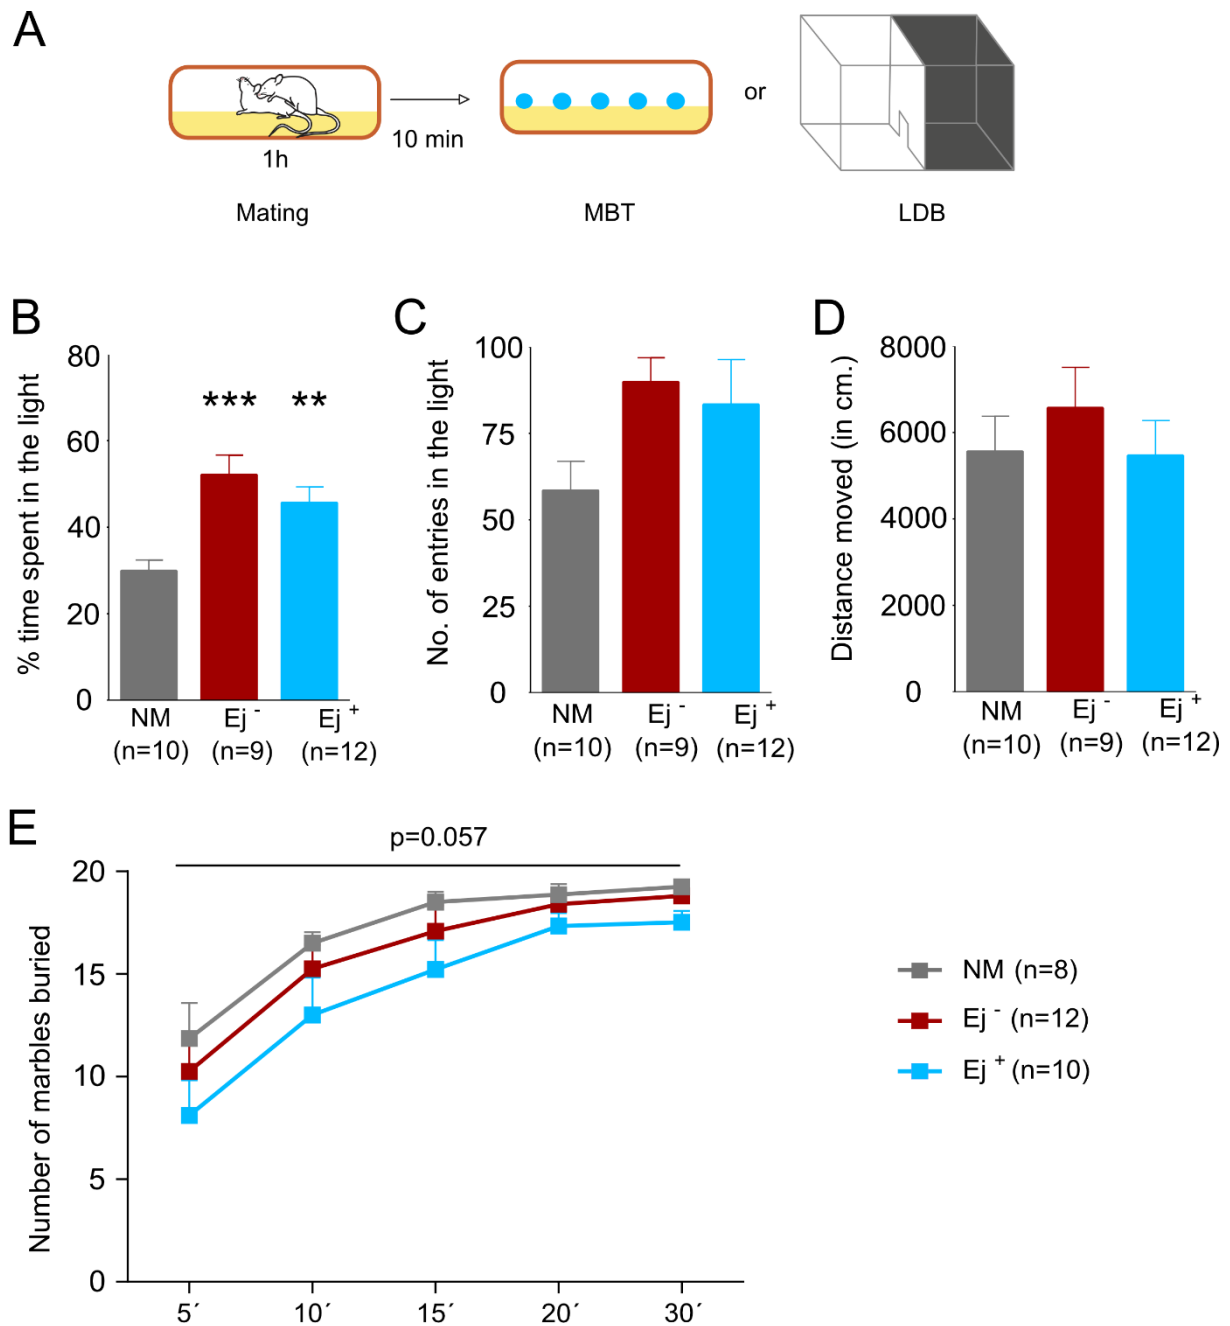 A
1h
10 min
or
Mating
MBT
LDB
B
% time spent in the light
80
60
40
20
0
*** **
NM Ej - Ej +
(n=10) (n=9) (n=12)
C
No. of entries in the light
100
75
50
25
0
NM Ej - Ej +
(n=10) (n=9) (n=12)
D
Distance moved (in cm.)
8000
6000
4000
2000
0
NM Ej - Ej +
(n=10) (n=9) (n=12)
E
p=0.057
Number of marbles buried
20
15
10
5
0
5´ 10´ 15´ 20´ 30´
NM (n=8)
Ej - (n=12)
Ej + (n=10)